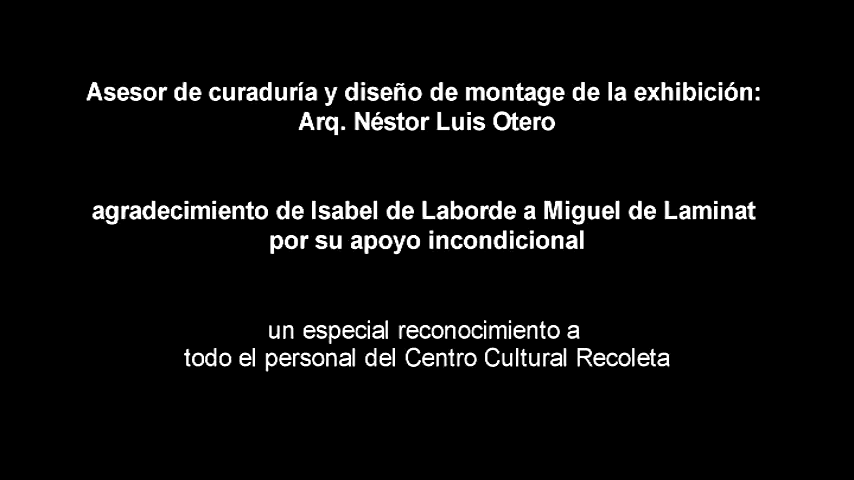 Asesor de curaduría y diseño de montage de la exhibición:
Arq. Néstor Luis Otero
agradecimiento de Isabel de Laborde a Miguel de Laminat
por su apoyo incondicional
un especial reconocimiento a
todo el personal del Centro Cultural Recoleta